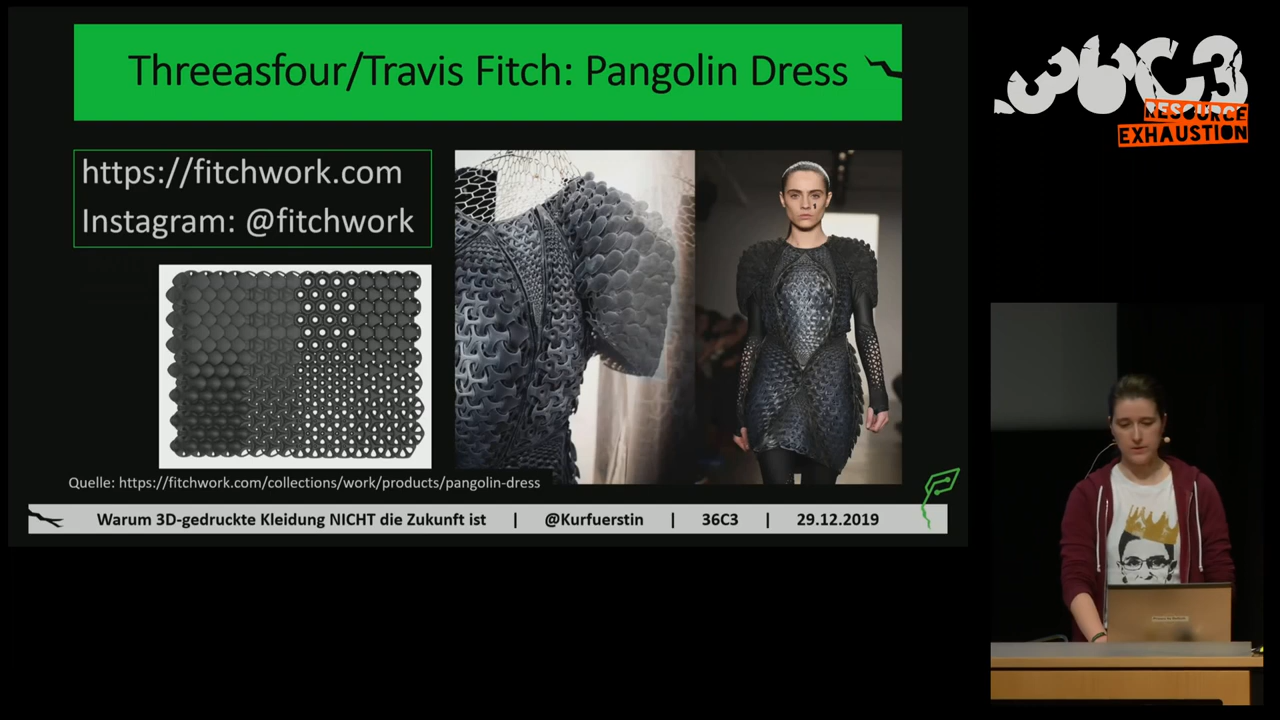 Threeasfour/Travis Fitch: Pangolin Dress
https://fitchwork.com
Instagram: @fitchwork
Quelle: https://fitchwork.com/collections/work/products/pangolin-dress
Warum 3D-gedruckte Kleidung NICHT die Zukunft ist | @Kurfuerstin | 36C3 | 29.12.2019
36C3
RESOURCE
EXHAUSTION